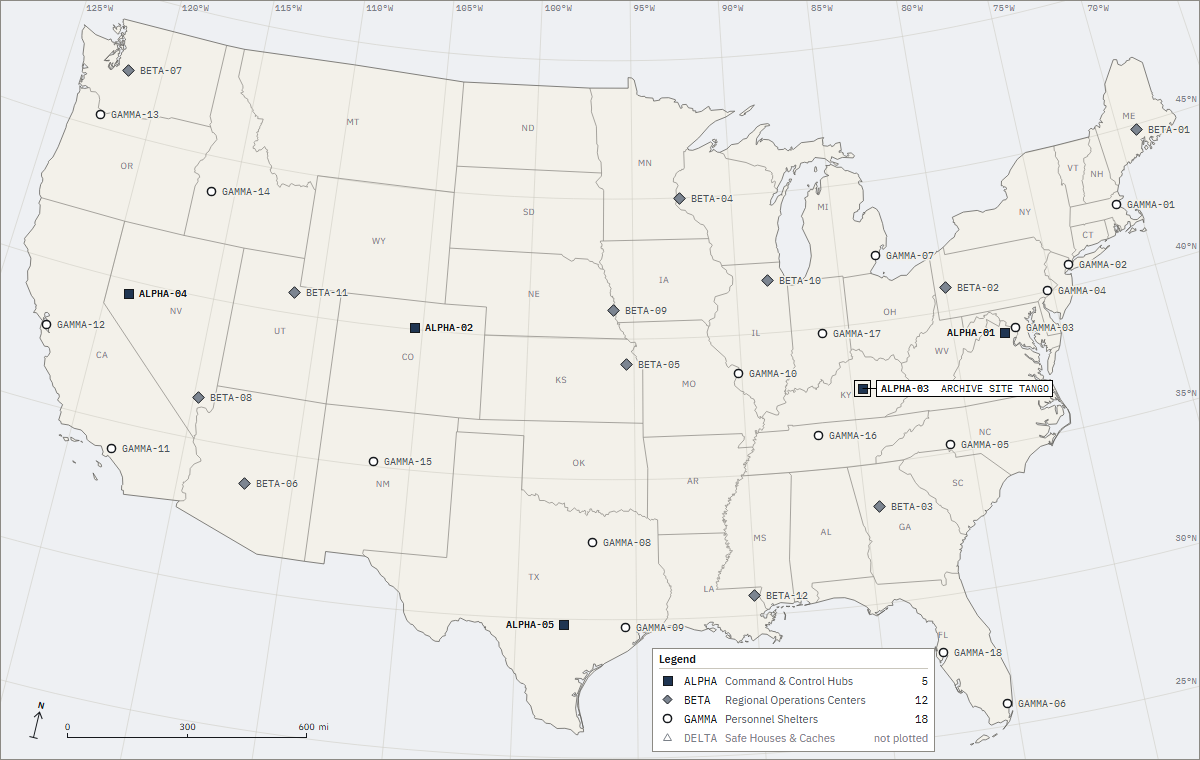 125°W 120°W 115°W 110°W 105°W 100°W 95°W 90°W 85°W 80°W 75°W 70°W
BETA-07
45°N
GAMMA-13
ME
MT
ND
BETA-01
OR
MN
VT
NH
GAMMA-14
BETA-04
GAMMA-01
SD
MI
NY
WY
CT
40°N
GAMMA-07
GAMMA-02
ALPHA-04
BETA-11
NE
IA
BETA-10
BETA-02
GAMMA-04
NV
BETA-09
OH
GAMMA-12
UT
ALPHA-02
IL
GAMMA-17
ALPHA-01
GAMMA-03
CA
CO
WV
BETA-05
KS
MO
GAMMA-10
KY
ALPHA-03 ARCHIVE SITE TANGO
35°N
BETA-08
GAMMA-11
GAMMA-16
NC
GAMMA-05
GAMMA-15
OK
BETA-06
NM
AR
SC
BETA-03
GA
GAMMA-08
MS
AL
30°N
TX
LA
BETA-12
ALPHA-05
GAMMA-09
FL
GAMMA-18
25°N
GAMMA-06
N
0 300 600 mi
Legend
ALPHA Command & Control Hubs 5
BETA Regional Operations Centers 12
GAMMA Personnel Shelters 18
DELTA Safe Houses & Caches not plotted